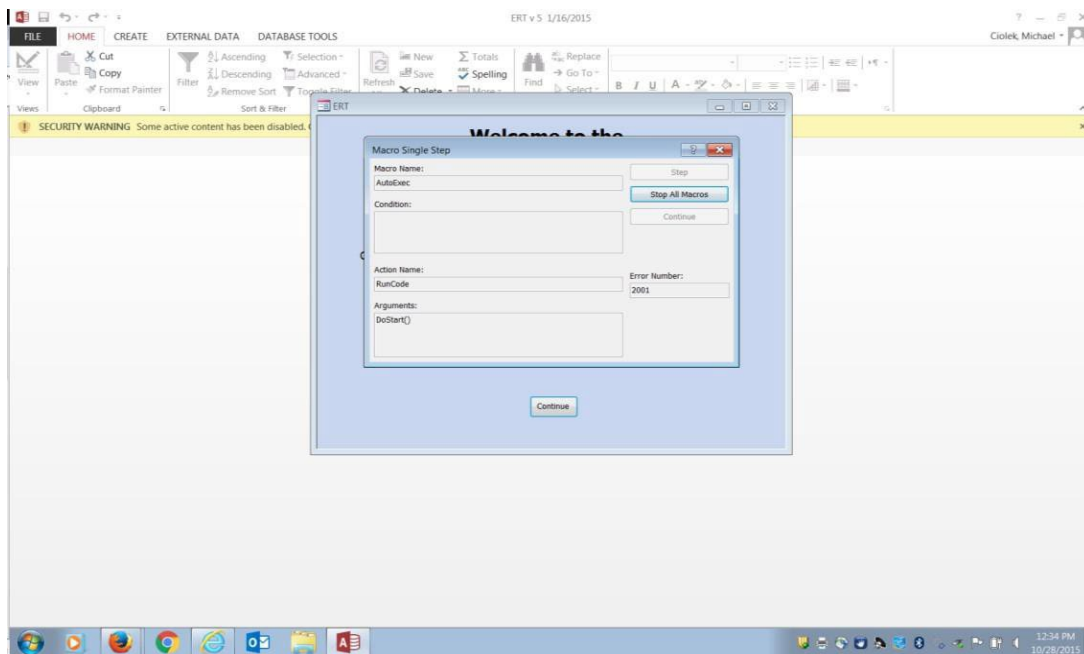 ERT v 5 1/16/2015
FILE HOME CREATE EXTERNAL DATA DATABASE TOOLS
Ciolek, Michael
View
Views
Paste
Cut
Copy
Format Painter
Clipboard
Filter
Ascending
Descending
Remove Sort
Selection
Advanced
Toggle Filter
Sort & Filter
Refresh
New
Save
Delete
Totals
Spelling
More
Find
Replace
Go To
Select
B I U A
SECURITY WARNING Some active content has been disabled.
ERT
Welcome to the
Macro Single Step
Macro Name:
AutoExec
Condition:
Action Name:
RunCode
Arguments:
DoStart()
Step
Stop All Macros
Continue
Error Number:
2001
Continue
12:34 PM
10/28/2015